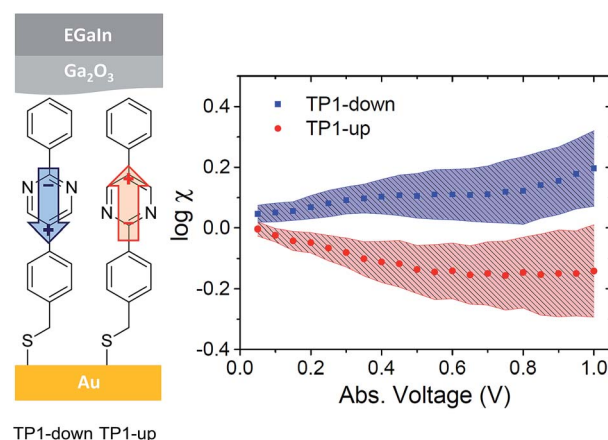 EGaIn
Ga₂O₃
N
N
−
+
N
N
+
S
S
Au
TP1-down TP1-up
TP1-down
TP1-up
log χ
0.4
0.2
0.0
-0.2
-0.4
0.0 0.2 0.4 0.6 0.8 1.0
Abs. Voltage (V)